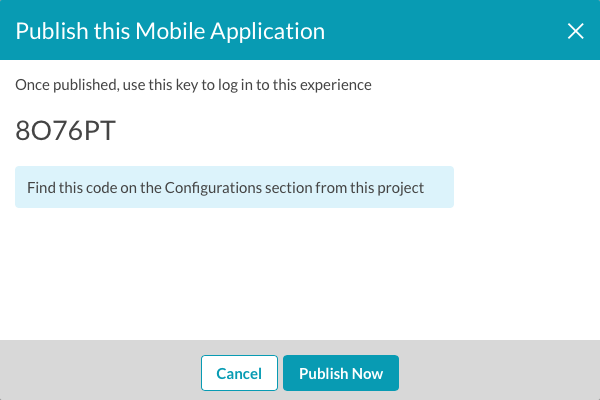 Publish this Mobile Application
Once published, use this key to log in to this experience
8O76PT
Find this code on the Configurations section from this project
Cancel
Publish Now